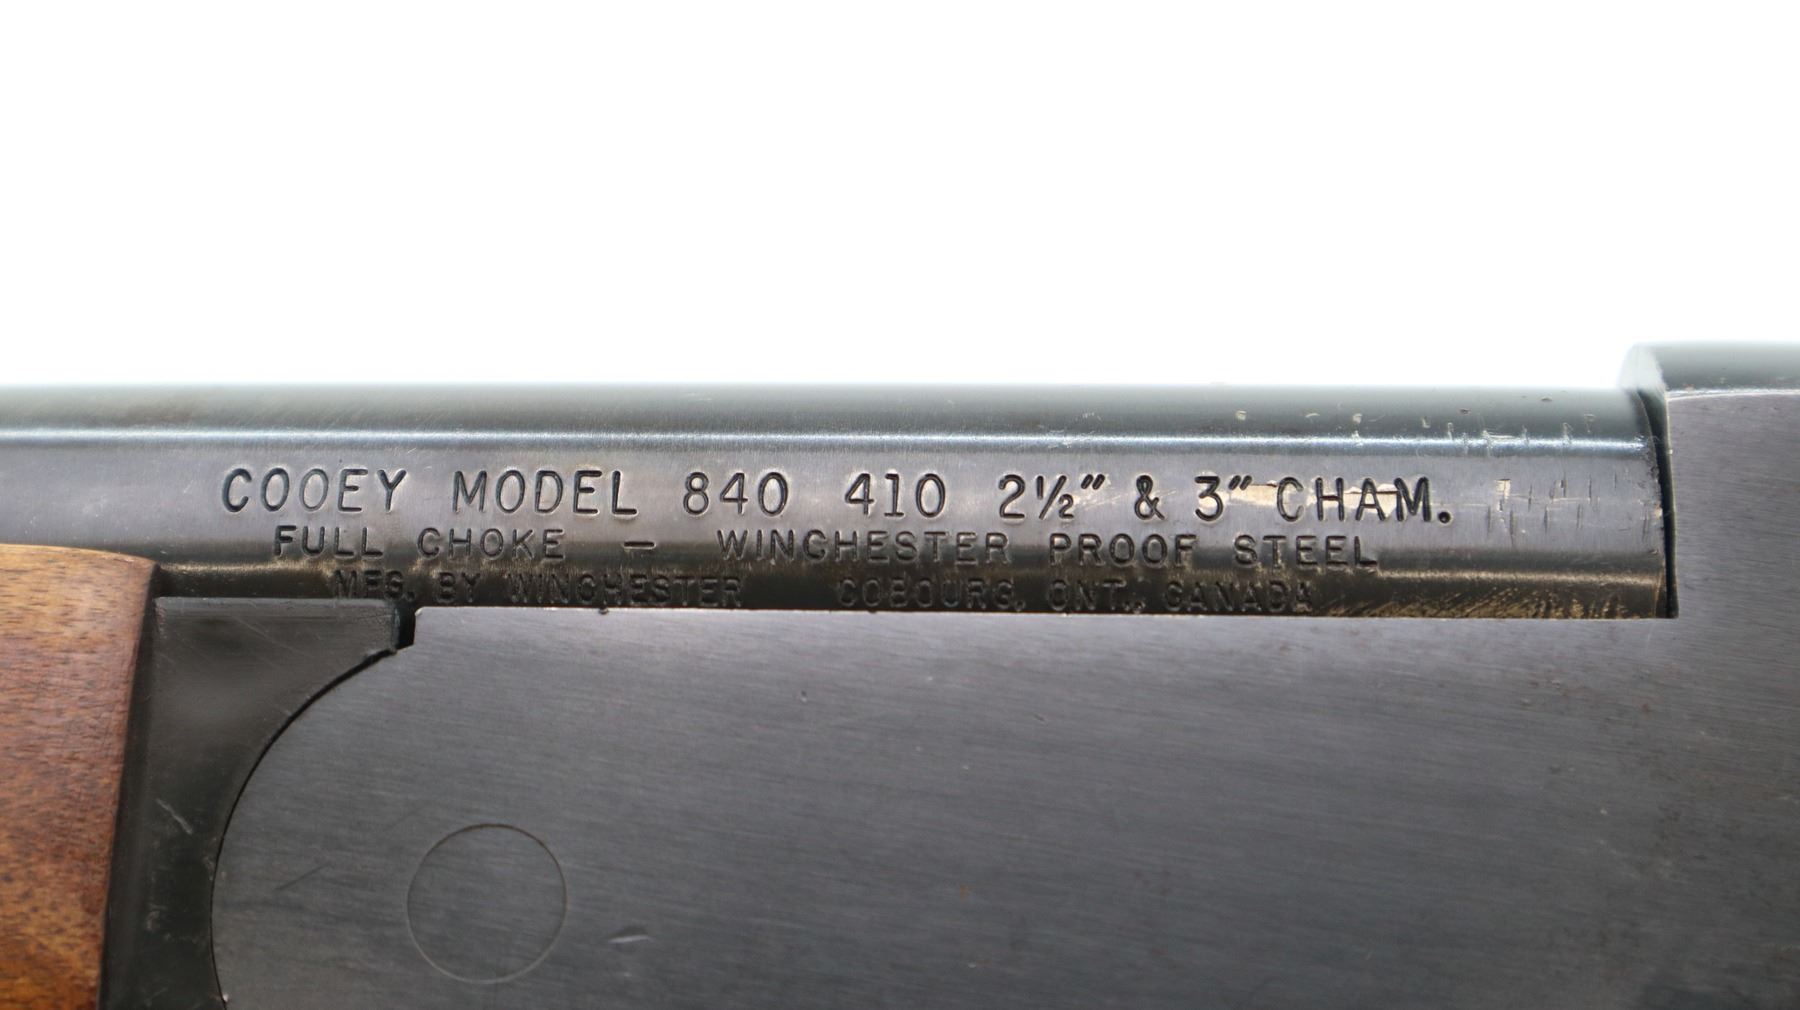 COOEY MODEL 840 410 2½" & 3" CHAM.
FULL CHOKE — WINCHESTER PROOF STEEL
MFG. BY WINCHESTER COBOURG, ONT., CANADA